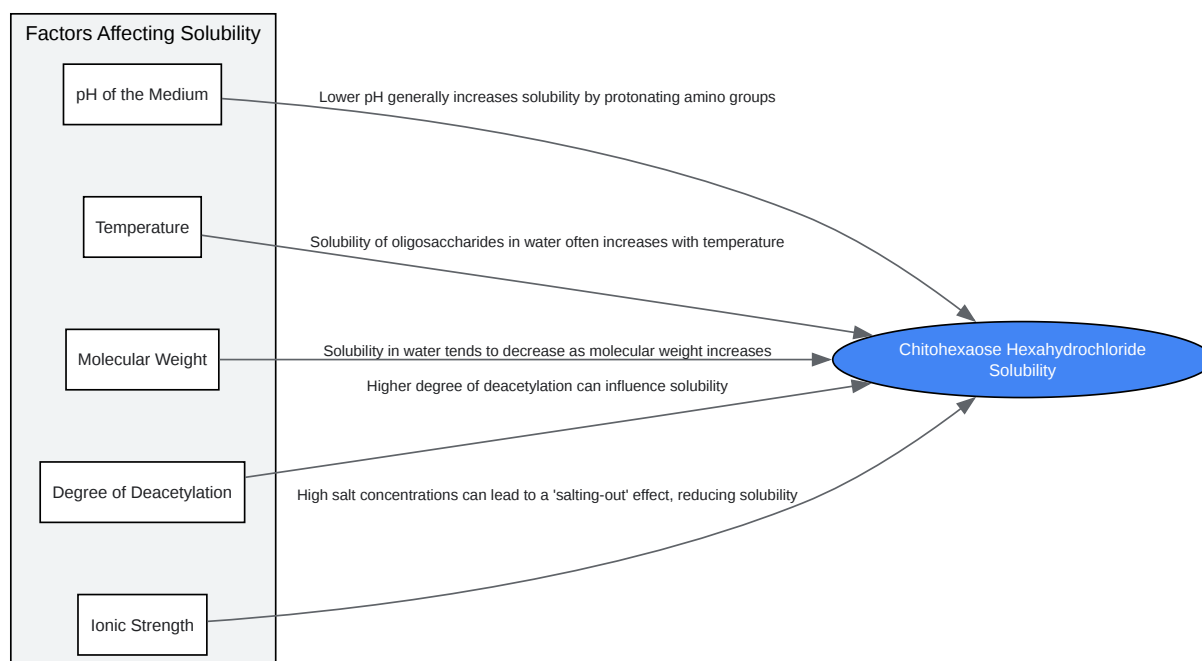 Factors Affecting Solubility
pH of the Medium
Lower pH generally increases solubility by protonating amino groups
Temperature
Solubility of oligosaccharides in water often increases with temperature
Molecular Weight
Solubility in water tends to decrease as molecular weight increases
Chitohexaose Hexahydrochloride
Solubility
Higher degree of deacetylation can influence solubility
Degree of Deacetylation
High salt concentrations can lead to a 'salting-out' effect, reducing solubility
Ionic Strength